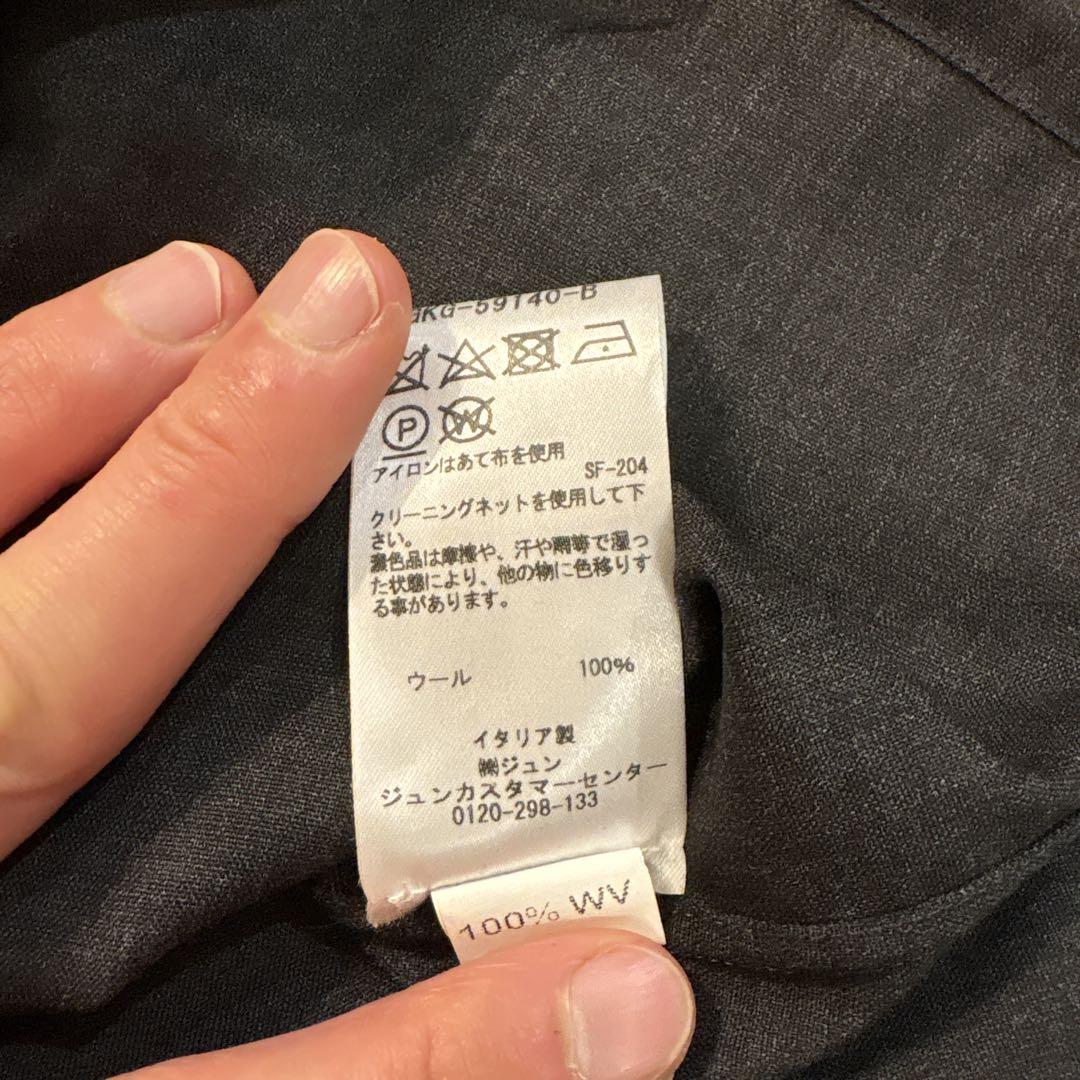 GKG-59140-B
P
W
アイロンはあて布を使用
SF-204
クリーニングネットを使用して下
さい。
濃色品は摩擦や、汗や雨等で湿っ
た状態により、他の物に色移りす
る事があります。
ウール 100%
イタリア製
㈱ジュン
ジュンカスタマーセンター
0120-298-133
100% WV